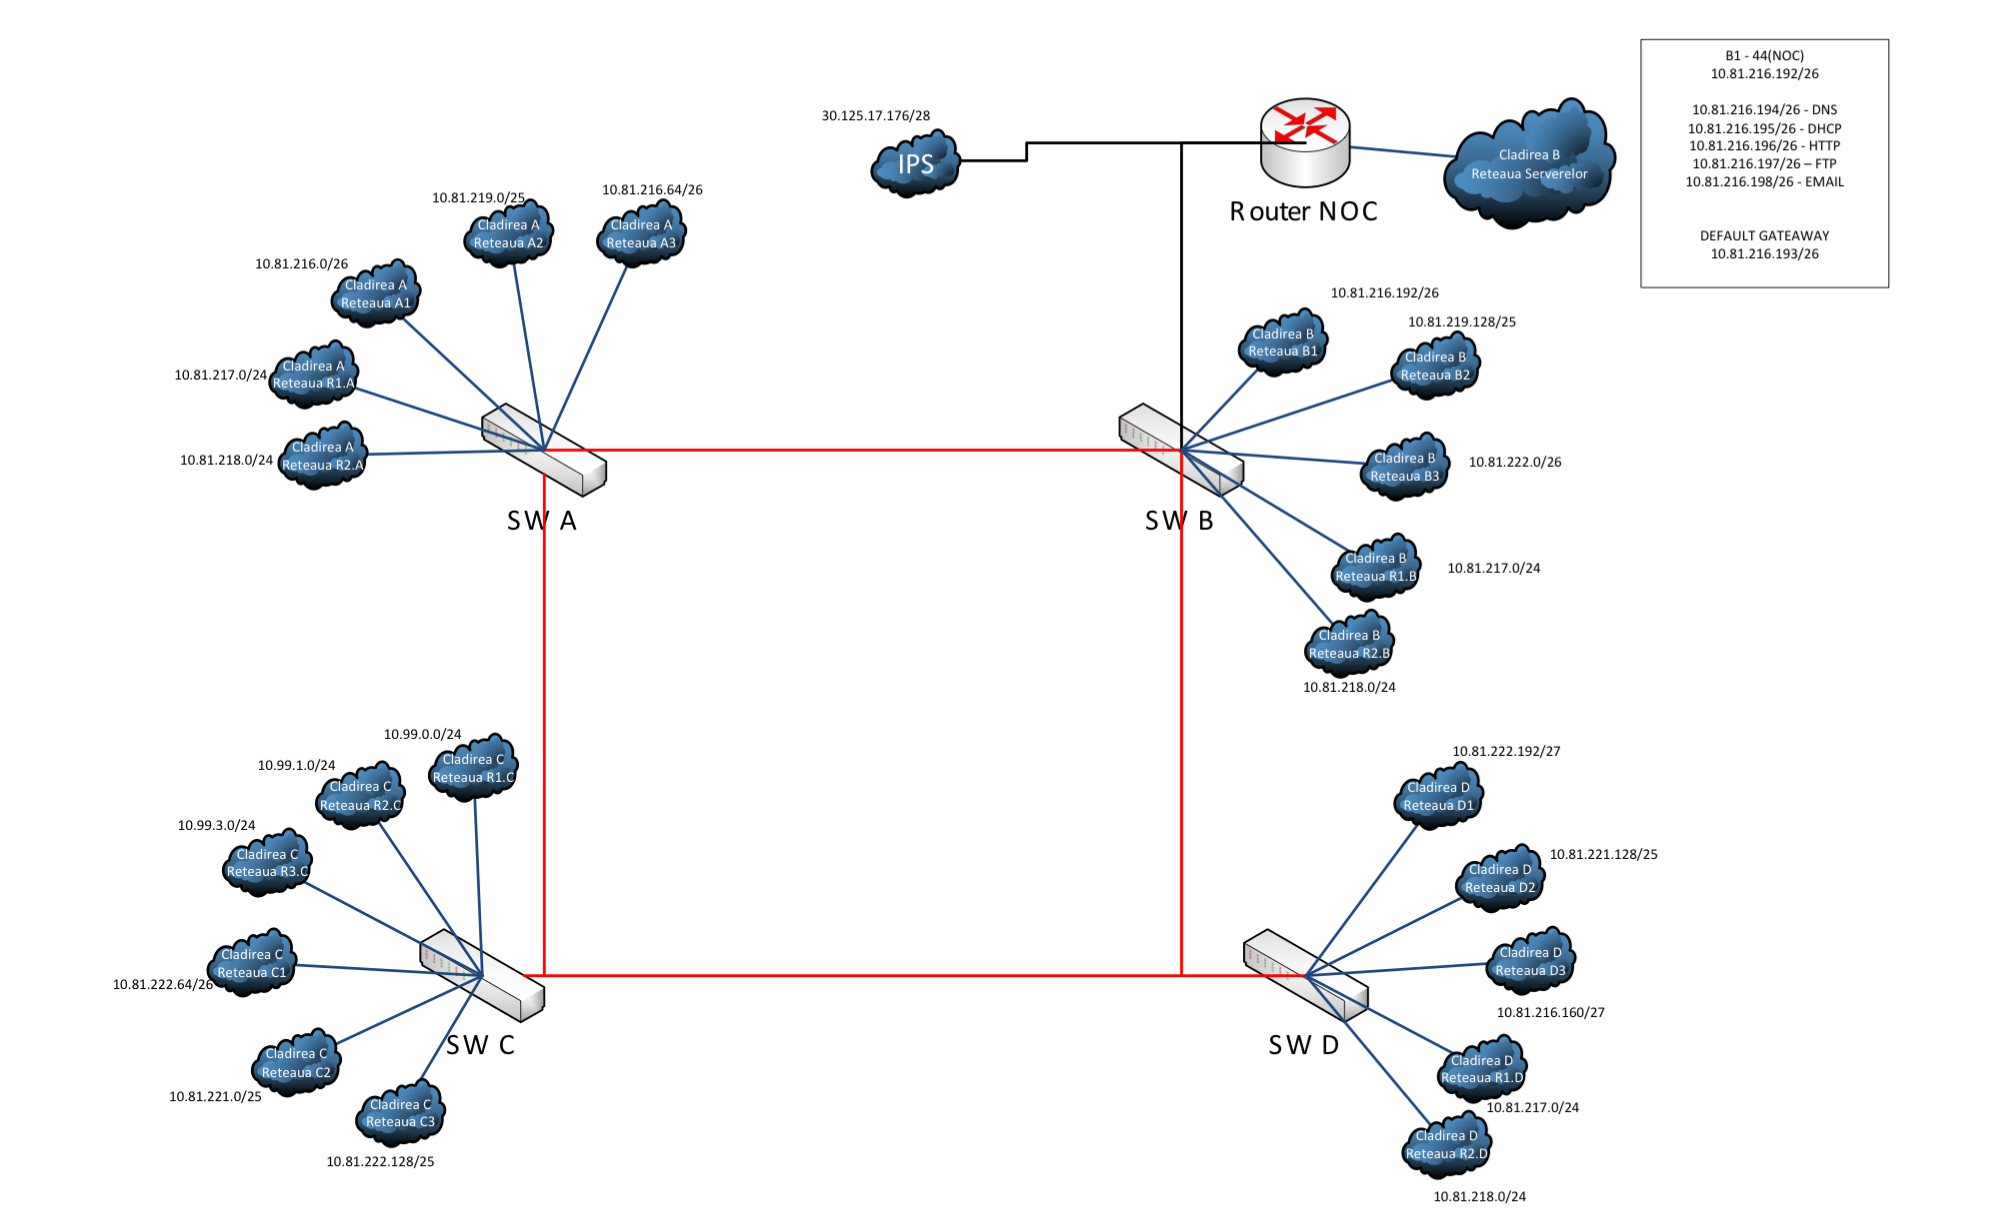 B1 - 44(NOC)
10.81.216.192/26
10.81.216.194/26 - DNS
10.81.216.195/26 - DHCP
10.81.216.196/26 - HTTP
10.81.216.197/26 – FTP
10.81.216.198/26 - EMAIL
DEFAULT GATEAWAY
10.81.216.193/26
30.125.17.176/28
IPS
Router NOC
Cladirea B
Reteaua Serverelor
10.81.219.0/25
Cladirea A
Reteaua A2
10.81.216.64/26
Cladirea A
Reteaua A3
10.81.216.0/26
Cladirea A
Reteaua A1
10.81.217.0/24
Cladirea A
Reteaua R1.A
10.81.218.0/24
Cladirea A
Reteaua R2.A
SW A
10.81.216.192/26
Cladirea B
Reteaua B1
10.81.219.128/25
Cladirea B
Reteaua B2
Cladirea B
Reteaua B3
10.81.222.0/26
SW B
Cladirea B
Reteaua R1.B
10.81.217.0/24
Cladirea B
Reteaua R2.B
10.81.218.0/24
10.99.0.0/24
Cladirea C
Reteaua R1.C
10.99.1.0/24
Cladirea C
Reteaua R2.C
10.99.3.0/24
Cladirea C
Reteaua R3.C
Cladirea C
Reteaua C1
10.81.222.64/26
SW C
Cladirea C
Reteaua C2
10.81.221.0/25
Cladirea C
Reteaua C3
10.81.222.128/25
10.81.222.192/27
Cladirea D
Reteaua D1
10.81.221.128/25
Cladirea D
Reteaua D2
Cladirea D
Reteaua D3
10.81.216.160/27
SW D
Cladirea D
Reteaua R1.D
10.81.217.0/24
Cladirea D
Reteaua R2.D
10.81.218.0/24